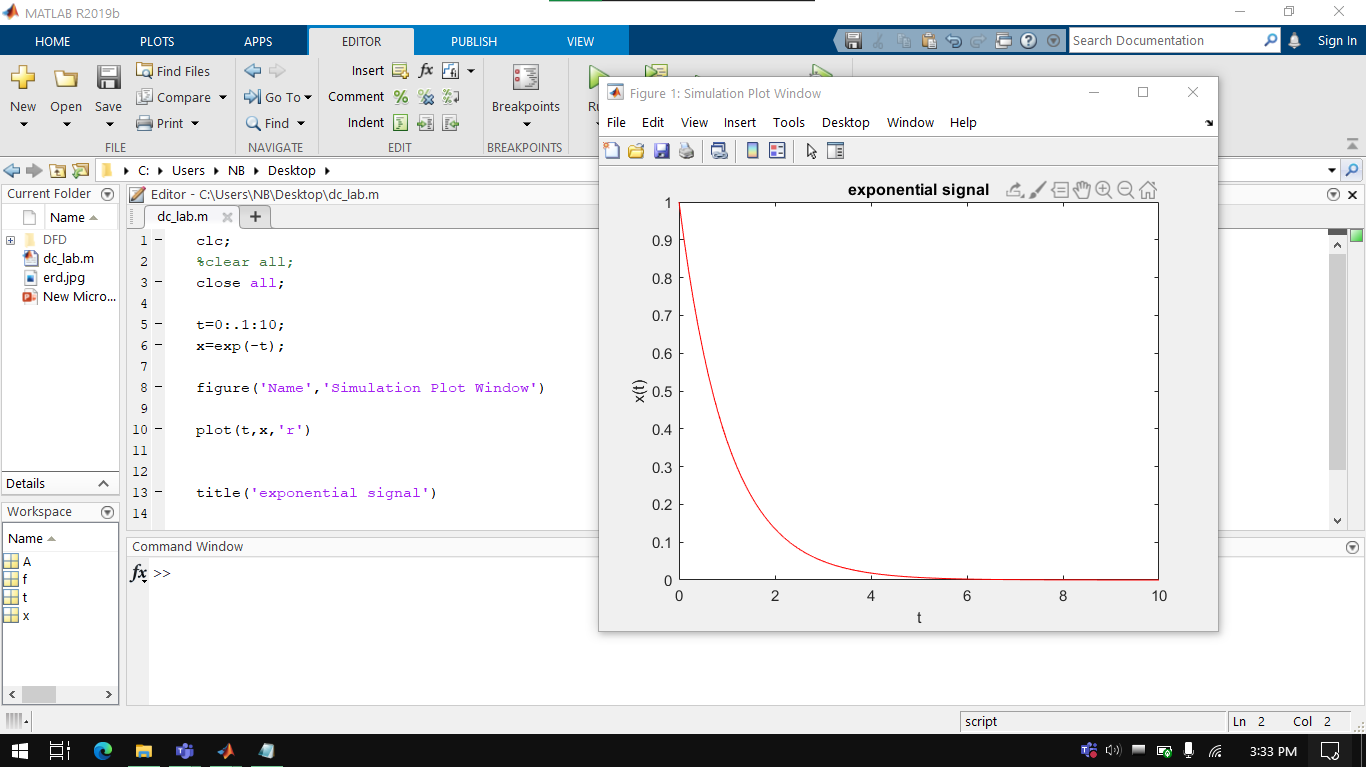 MATLAB R2019b
HOME PLOTS APPS EDITOR PUBLISH VIEW
Search Documentation
Sign In
New
Open
Save
Find Files
Compare
Print
FILE
Go To
Find
NAVIGATE
Insert
fx
Comment
Indent
EDIT
Breakpoints
BREAKPOINTS
C: Users NB Desktop
Current Folder
Name
DFD
dc_lab.m
erd.jpg
New Micro...
Details
Workspace
Name
A
f
t
x
Editor - C:\Users\NB\Desktop\dc_lab.m
dc_lab.m
1 clc;
2 %clear all;
3 close all;
4
5 t=0:.1:10;
6 x=exp(-t);
7
8 figure('Name','Simulation Plot Window')
9
10 plot(t,x,'r')
11
12
13 title('exponential signal')
14
Command Window
fx >>
Figure 1: Simulation Plot Window
File Edit View Insert Tools Desktop Window Help
exponential signal
1
0.9
0.8
0.7
0.6
0.5
0.4
0.3
0.2
0.1
0
x(t)
0 2 4 6 8 10
t
script
Ln 2 Col 2
3:33 PM